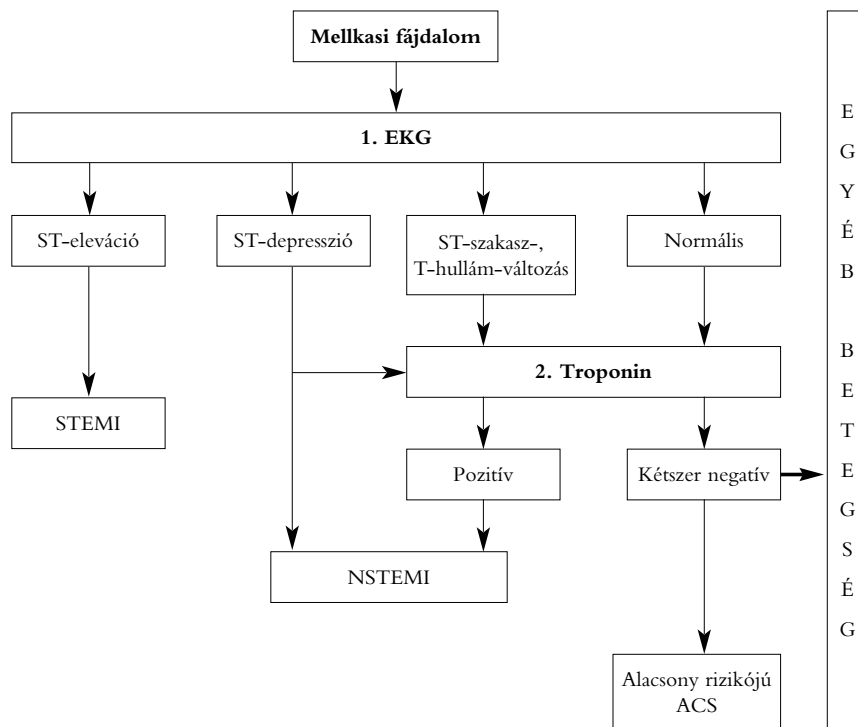 Mellkasi fájdalom
1. EKG
ST-eleváció
ST-depresszió
ST-szakasz-,
T-hullám-változás
Normális
2. Troponin
STEMI
Pozitív
Kétszer negatív
NSTEMI
Alacsony rizikójú
ACS
E
G
Y
É
B
B
E
T
E
G
S
É
G